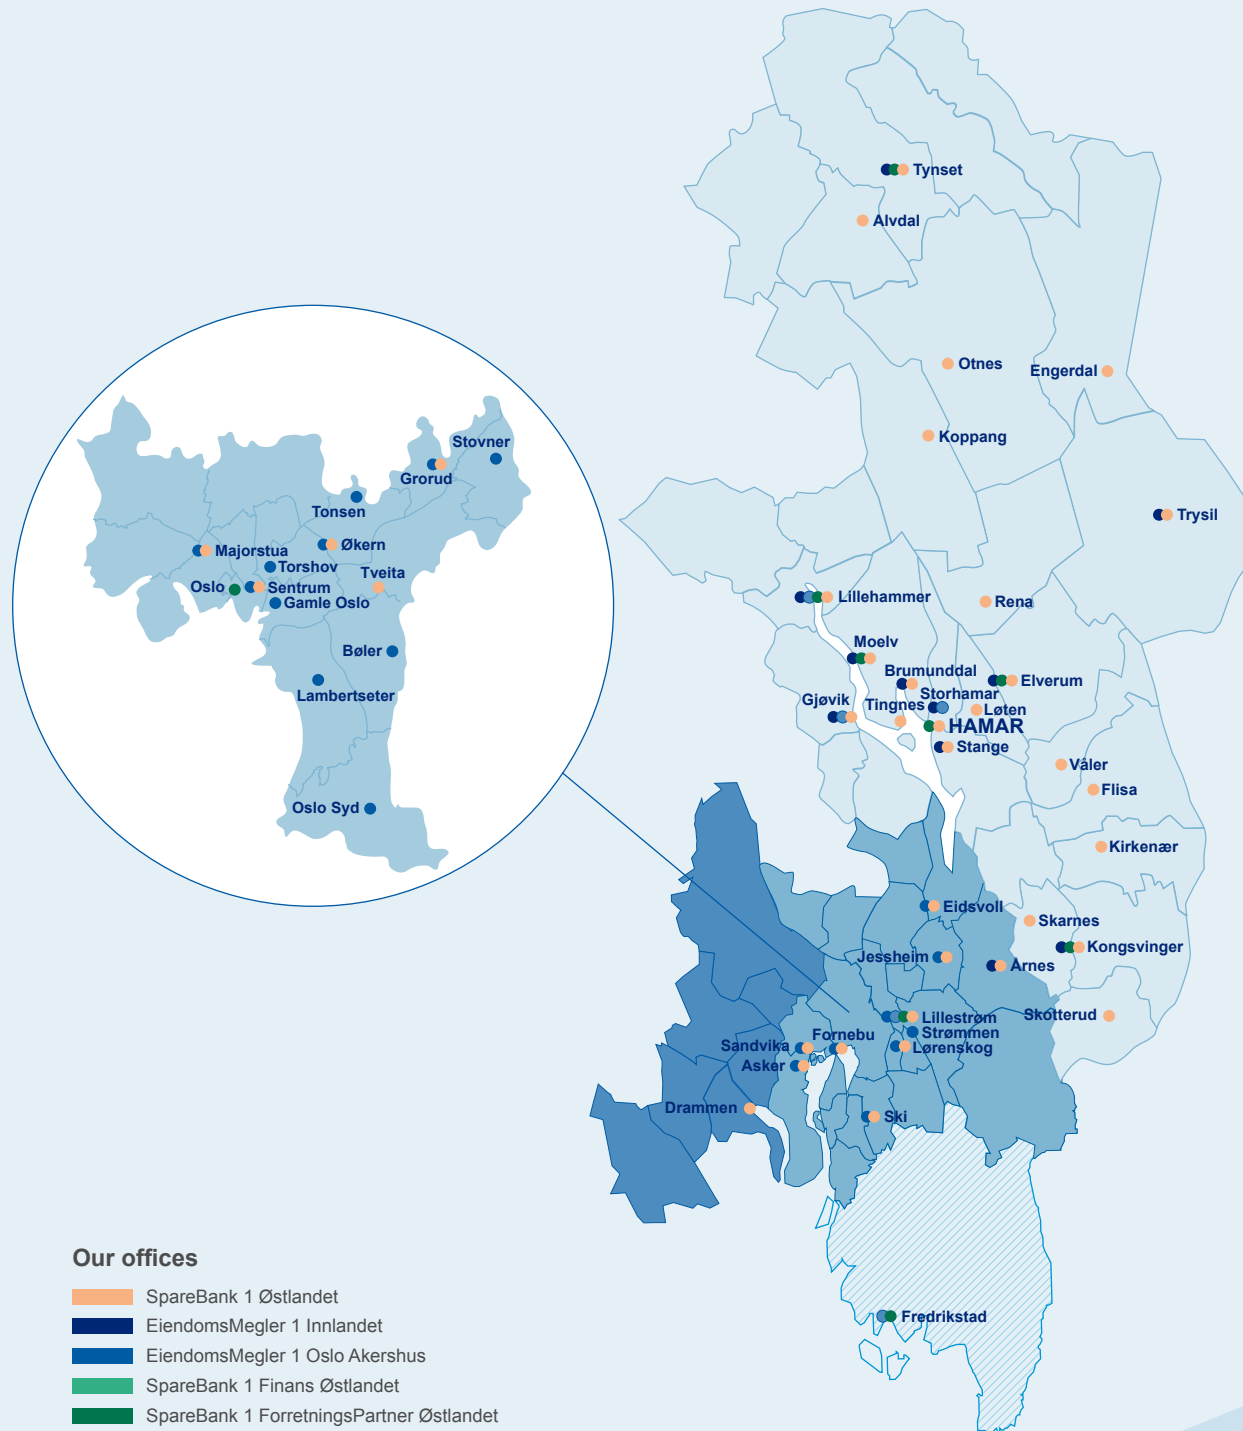 Tynset
Alvdal
Otnes
Engerdal
Koppang
Stovner
Grorud
Tonsen
Trysil
Majorstua
Økern
Torshov
Tveita
Oslo
Sentrum
Gamle Oslo
Lillehammer
Rena
Bøler
Moelv
Brumunddal
Elverum
Lambertseter
Storhamar
Gjøvik
Tingnes
Løten
HAMAR
Stange
Våler
Flisa
Oslo Syd
Kirkenær
Eidsvoll
Skarnes
Kongsvinger
Jessheim
Årnes
Lillestrøm
Skotterud
Strømmen
Fornebu
Sandvika
Lørenskog
Asker
Drammen
Ski
Our offices
SpareBank 1 Østlandet
Fredrikstad
EiendomsMegler 1 Innlandet
EiendomsMegler 1 Oslo Akershus
SpareBank 1 Finans Østlandet
SpareBank 1 ForretningsPartner Østlandet